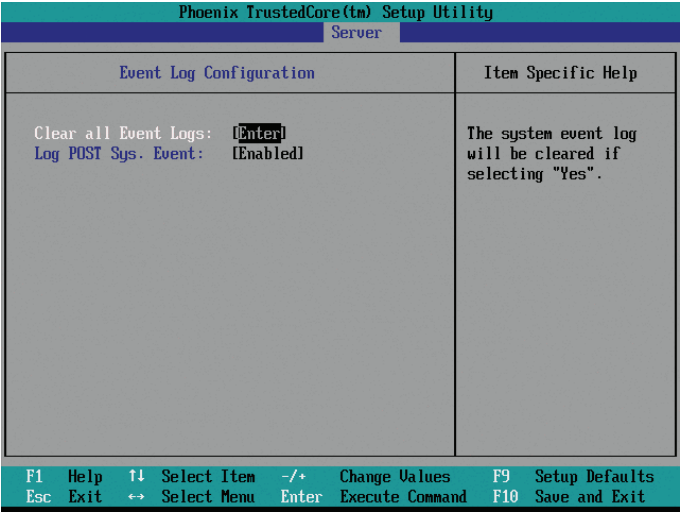 Phoenix TrustedCore(tm) Setup Utility
Server
Event Log Configuration
Item Specific Help
Clear all Event Logs: [Enter]
Log POST Sys. Event: [Enabled]
The system event log
will be cleared if
selecting "Yes".
F1 Help ↑↓ Select Item -/+ Change Values F9 Setup Defaults
Esc Exit ↔ Select Menu Enter Execute Command F10 Save and Exit